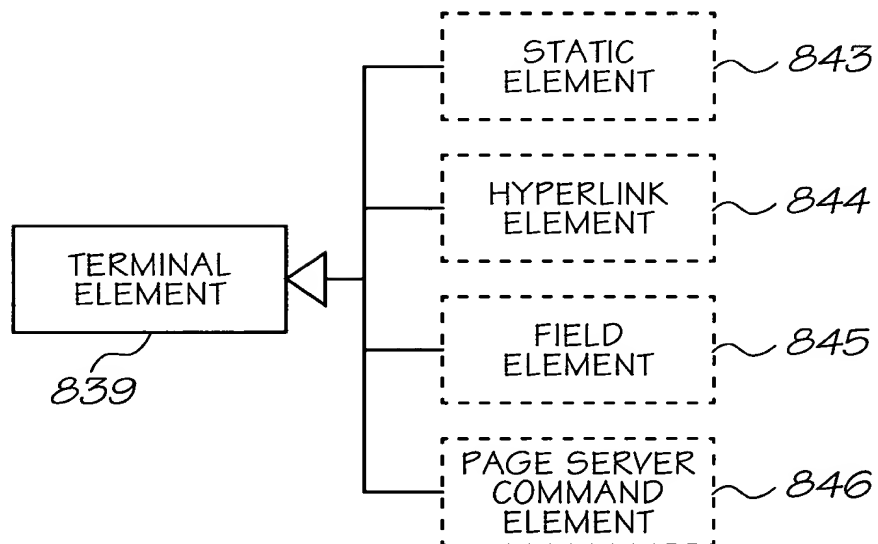 STATIC
ELEMENT
843
HYPERLINK
ELEMENT
844
TERMINAL
ELEMENT
839
FIELD
ELEMENT
845
PAGE SERVER
COMMAND
ELEMENT
846